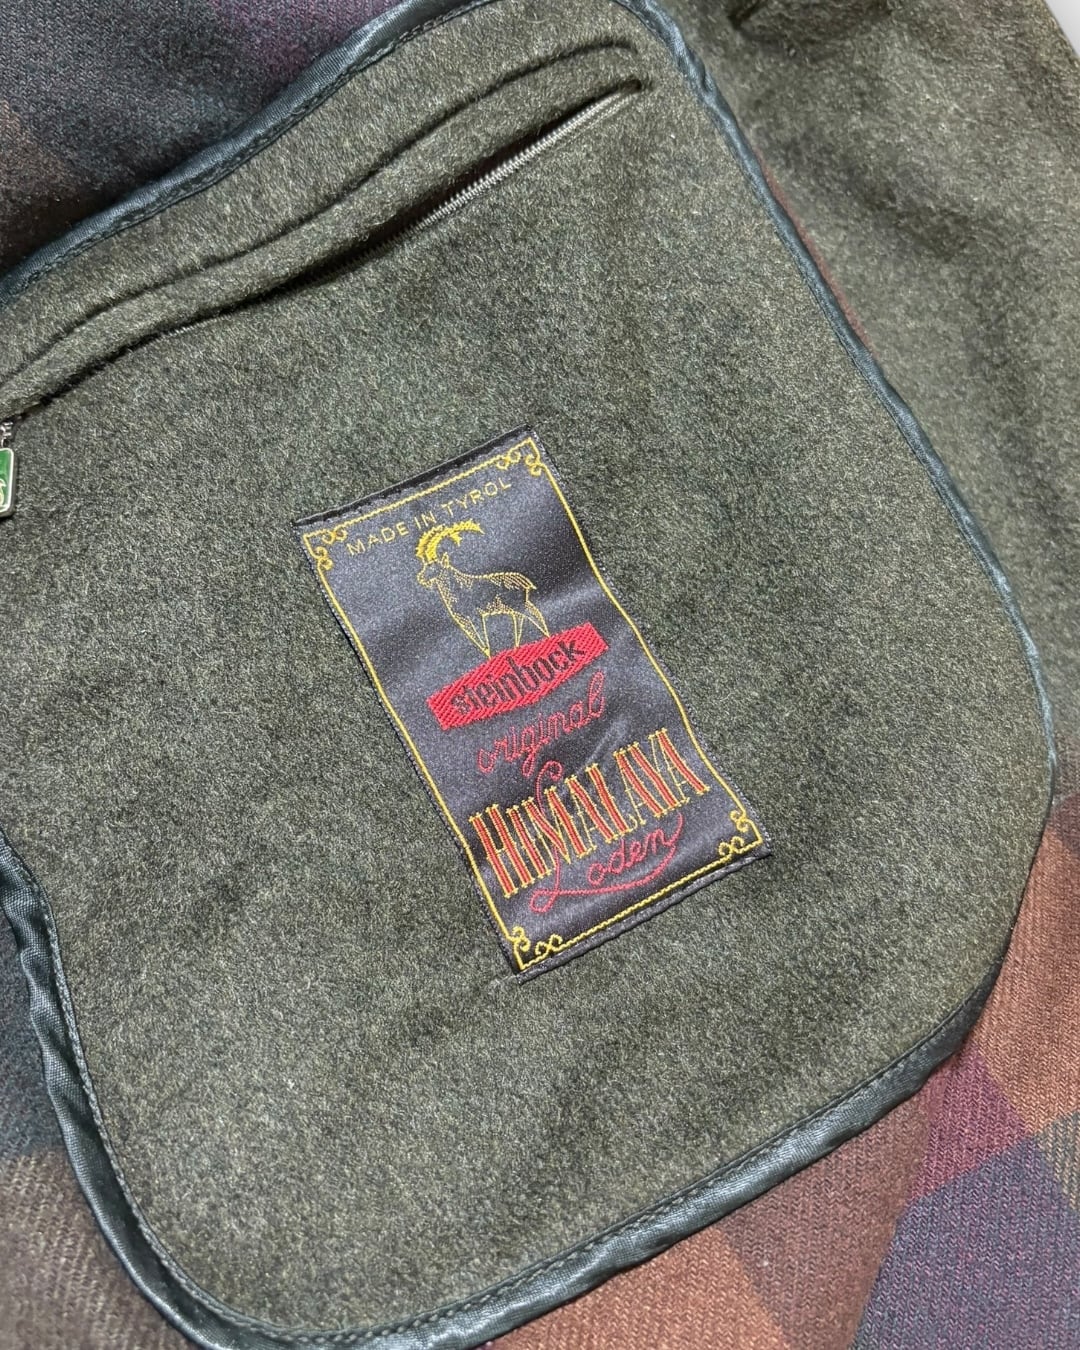 MADE IN TYROL
steinbock
original
HIMALAYA
Loden